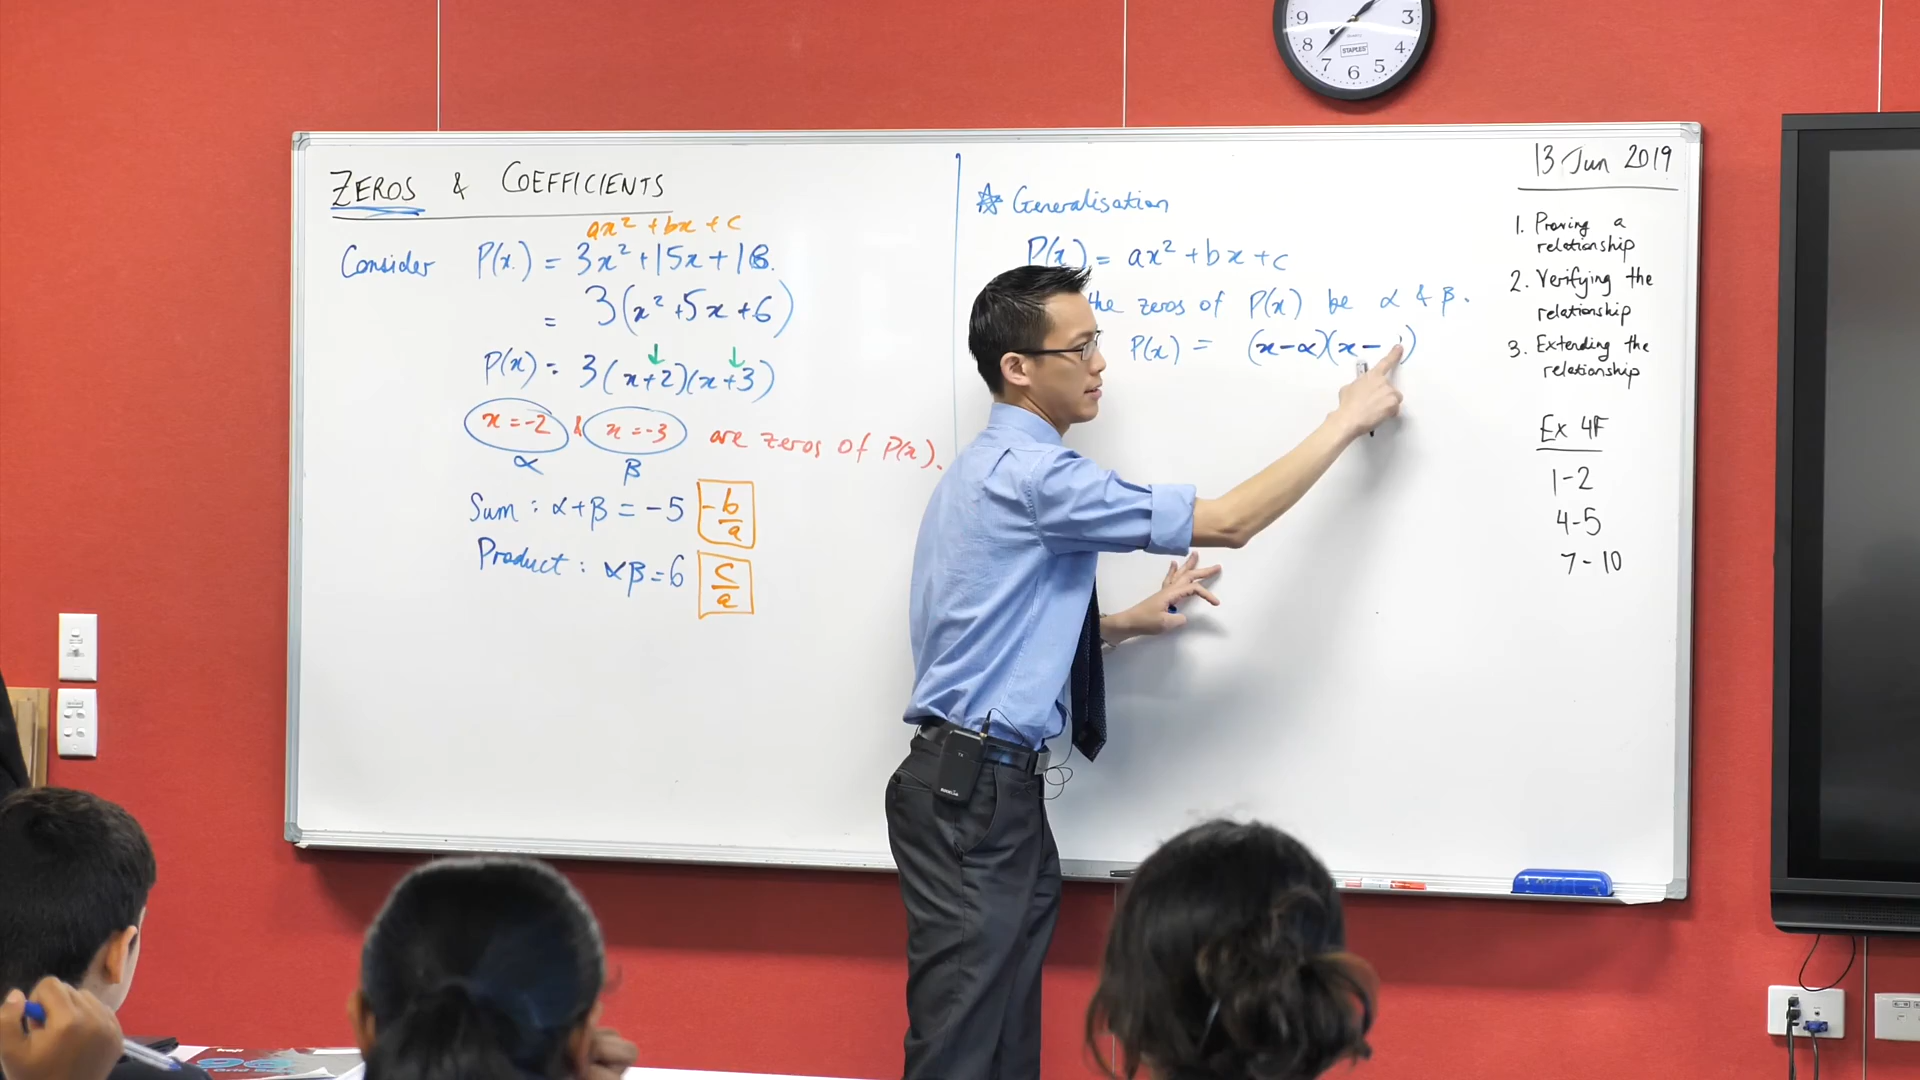 ZEROS & COEFFICIENTS
ax² + bx + c
Consider P(x) = 3x² + 15x + 18.
= 3(x² + 5x + 6)
P(x) = 3(x+2)(x+3)
x = -2 & x = -3 are zeros of P(x).
α β
Sum : α + β = -5 -b/a
Product : αβ = 6 c/a
☆ Generalisation
P(x) = ax² + bx + c
the zeros of P(x) be α & β.
P(x) = (x-α)(x- )
13 Jun 2019
1. Proving a
relationship
2. Verifying the
relationship
3. Extending the
relationship
Ex 4F
1-2
4-5
7-10
9 3
8 4
7 6 5
STAPLES